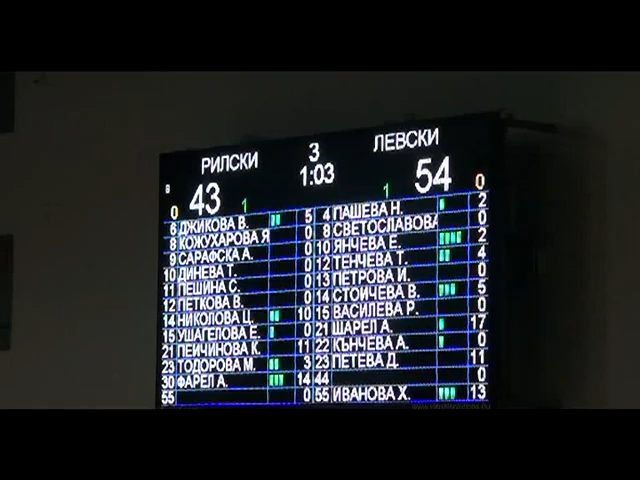 РИЛСКИ 3 ЛЕВСКИ
43 1 1:03 1 54
0 0
6 ДЖИКОВА В. 5 4 ПАШЕВА Н. 2
8 КОЖУХАРОВА Я 0 8 СВЕТОСЛАВОВА 0
9 САРАФСКА А. 0 10 ЯНЧЕВА Е. 2
10 ДИНЕВА Т. 0 12 ТЕНЧЕВА Т. 4
11 ПЕШИНА С. 0 13 ПЕТРОВА И. 0
12 ПЕТКОВА В. 0 14 СТОИЧЕВА В. 5
14 НИКОЛОВА Ц. 10 15 ВАСИЛЕВА Р. 0
15 УШАГЕЛОВА Е. 0 21 ШАРЕЛ А. 17
21 ПЕЙЧИНОВА К. 11 22 КЪНЧЕВА А. 0
23 ТОДОРОВА М. 3 23 ПЕТЕВА Д. 11
30 ФАРЕЛ А. 14 44 0
55 0 55 ИВАНОВА Х. 13